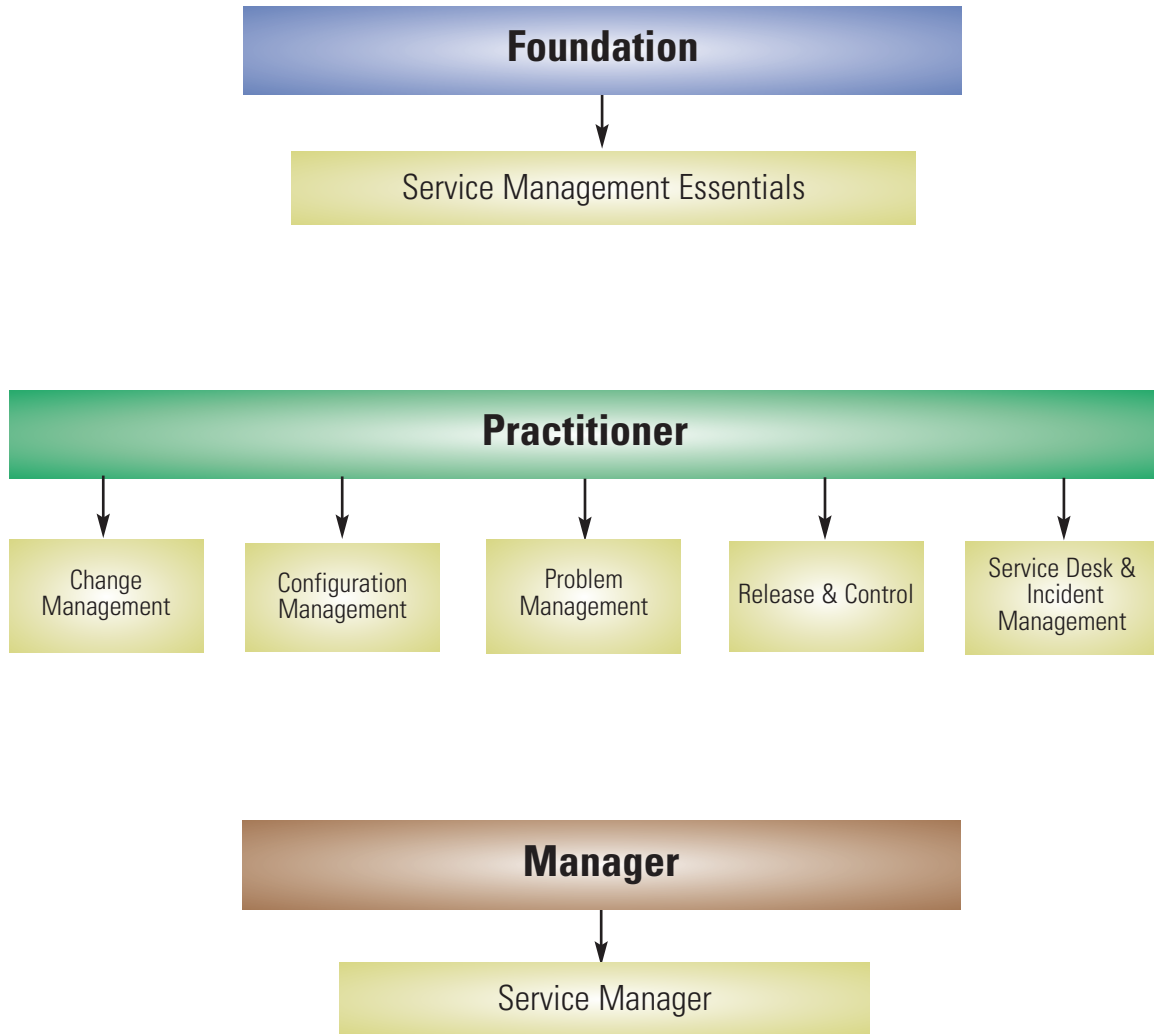 Foundation
Service Management Essentials
Practitioner
Change
Management
Configuration
Management
Problem
Management
Release & Control
Service Desk &
Incident
Management
Manager
Service Manager